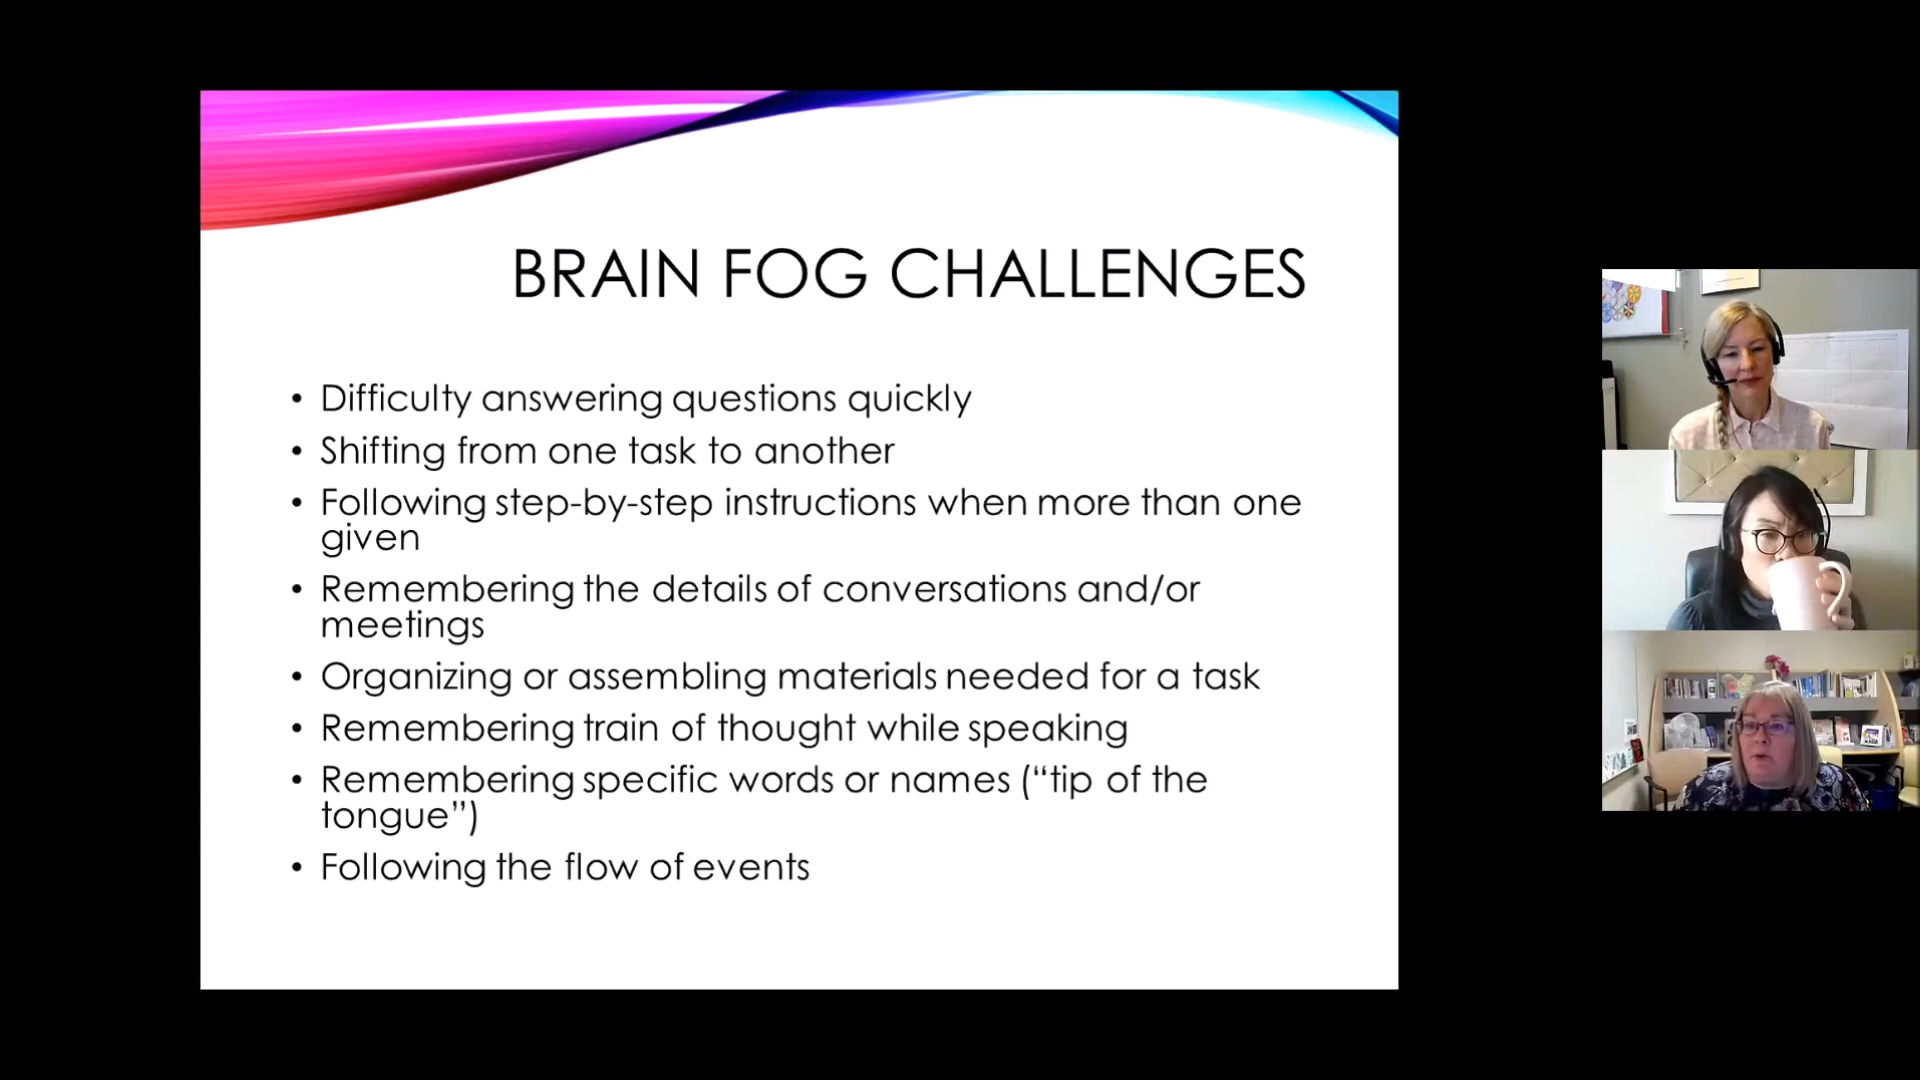 BRAIN FOG CHALLENGES
• Difficulty answering questions quickly
• Shifting from one task to another
• Following step-by-step instructions when more than one
given
• Remembering the details of conversations and/or
meetings
• Organizing or assembling materials needed for a task
• Remembering train of thought while speaking
• Remembering specific words or names (“tip of the
tongue”)
• Following the flow of events